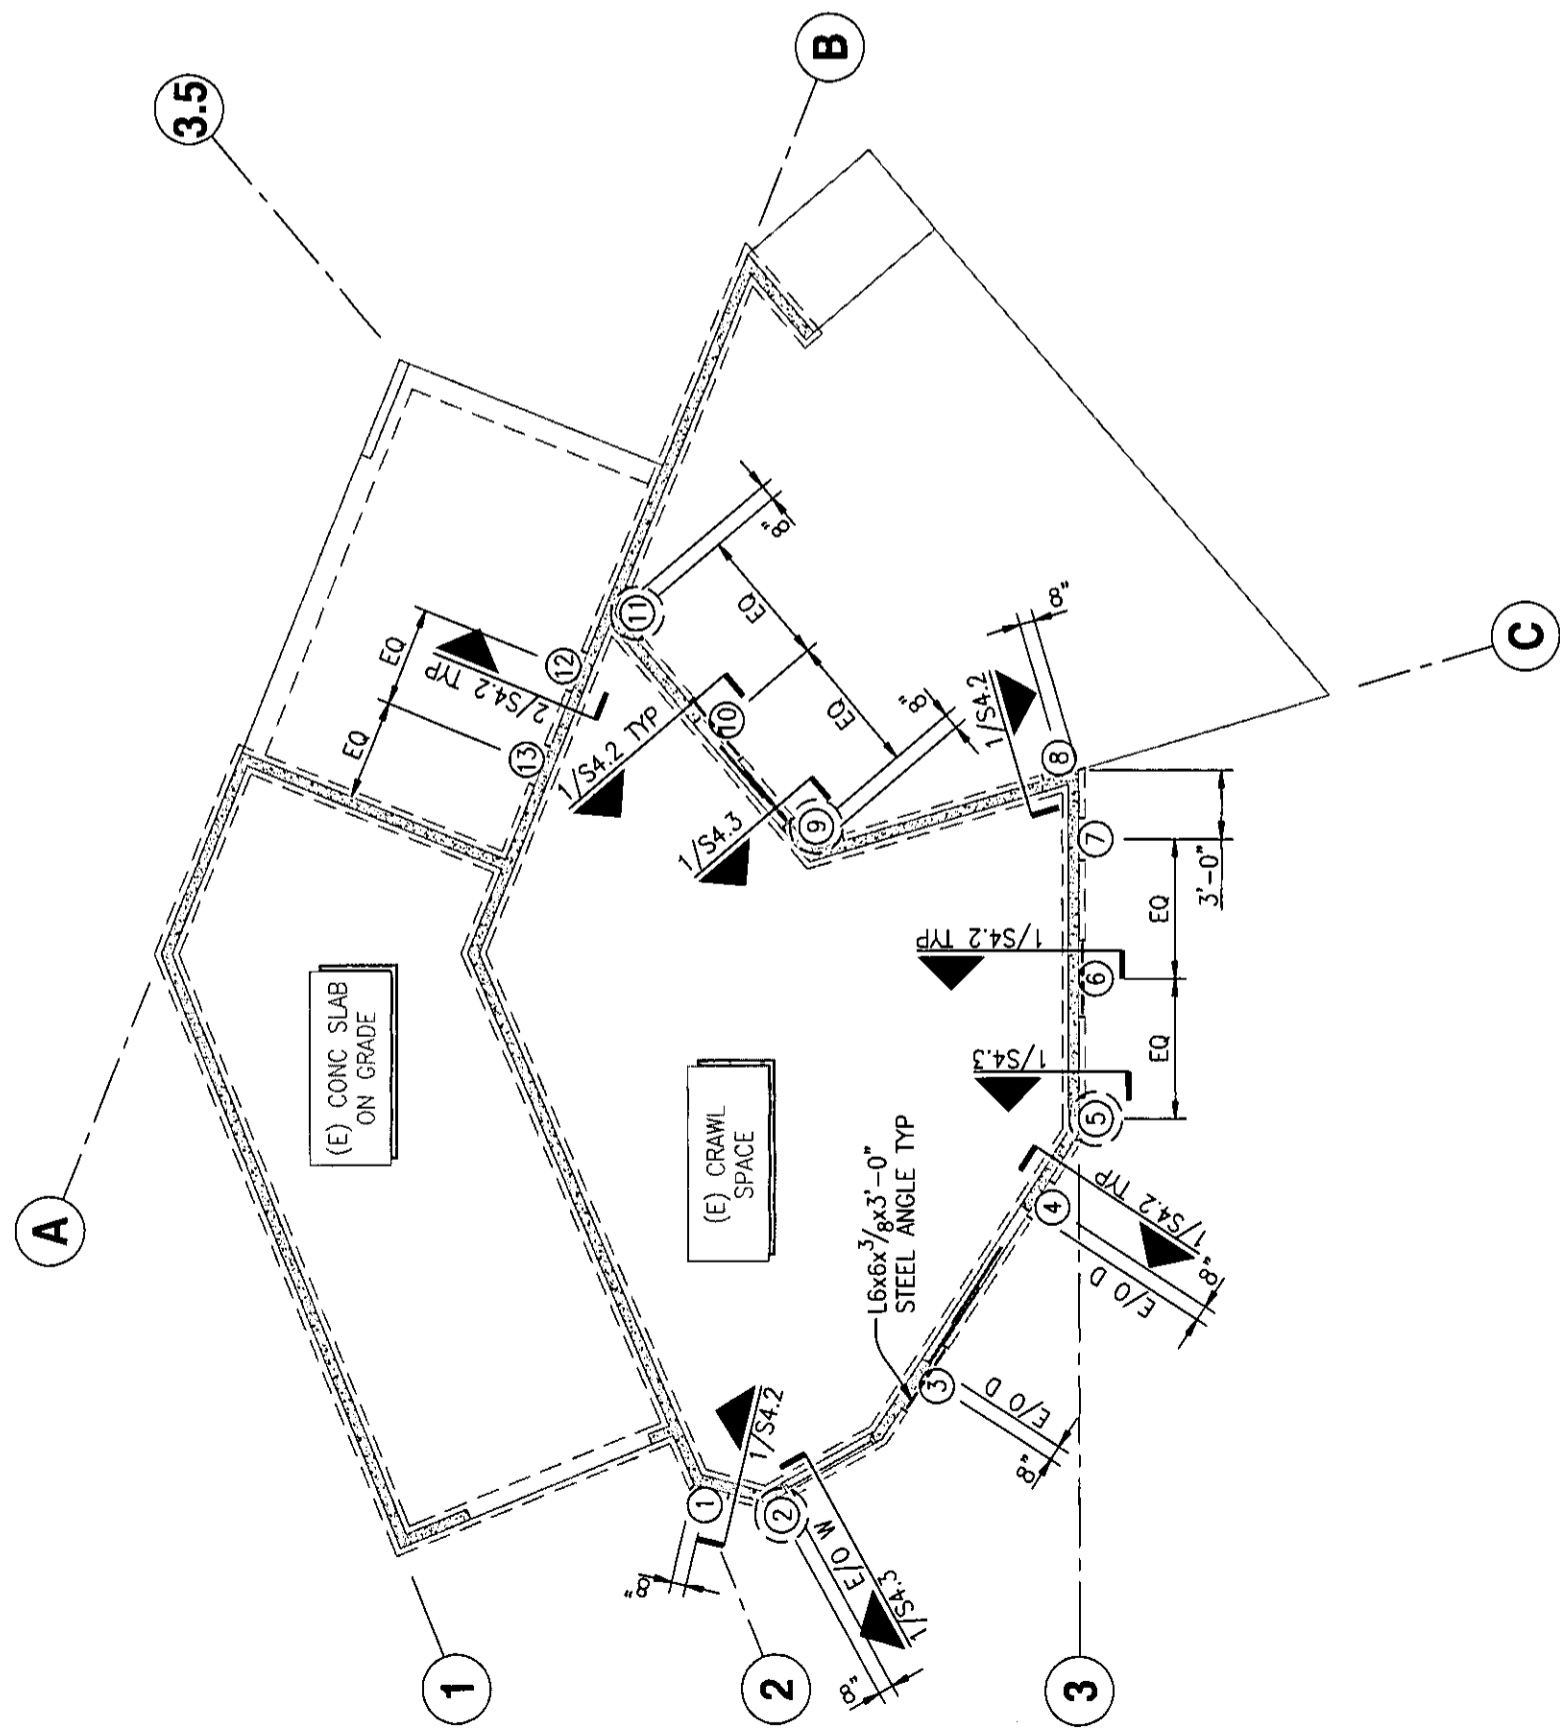 3.5
B
A
C
1
2
3
(E) CONC SLAB
ON GRADE
(E) CRAWL
SPACE
EQ
EQ
2/S4.2 TYP
12
13
11
8"
EQ
EQ
8"
10
1/S4.2 TYP
1/S4.3
9
1/S4.2
8"
8
7
3'-0"
EQ
EQ
1/S4.2 TYP
6
1/S4.3
5
L6x6x3/8x3'-0"
STEEL ANGLE TYP
4
1/S4.2 TYP
E/O D
8"
3
E/O D
8"
1/S4.2
1
8"
2
E/O W
1/S4.3
8"